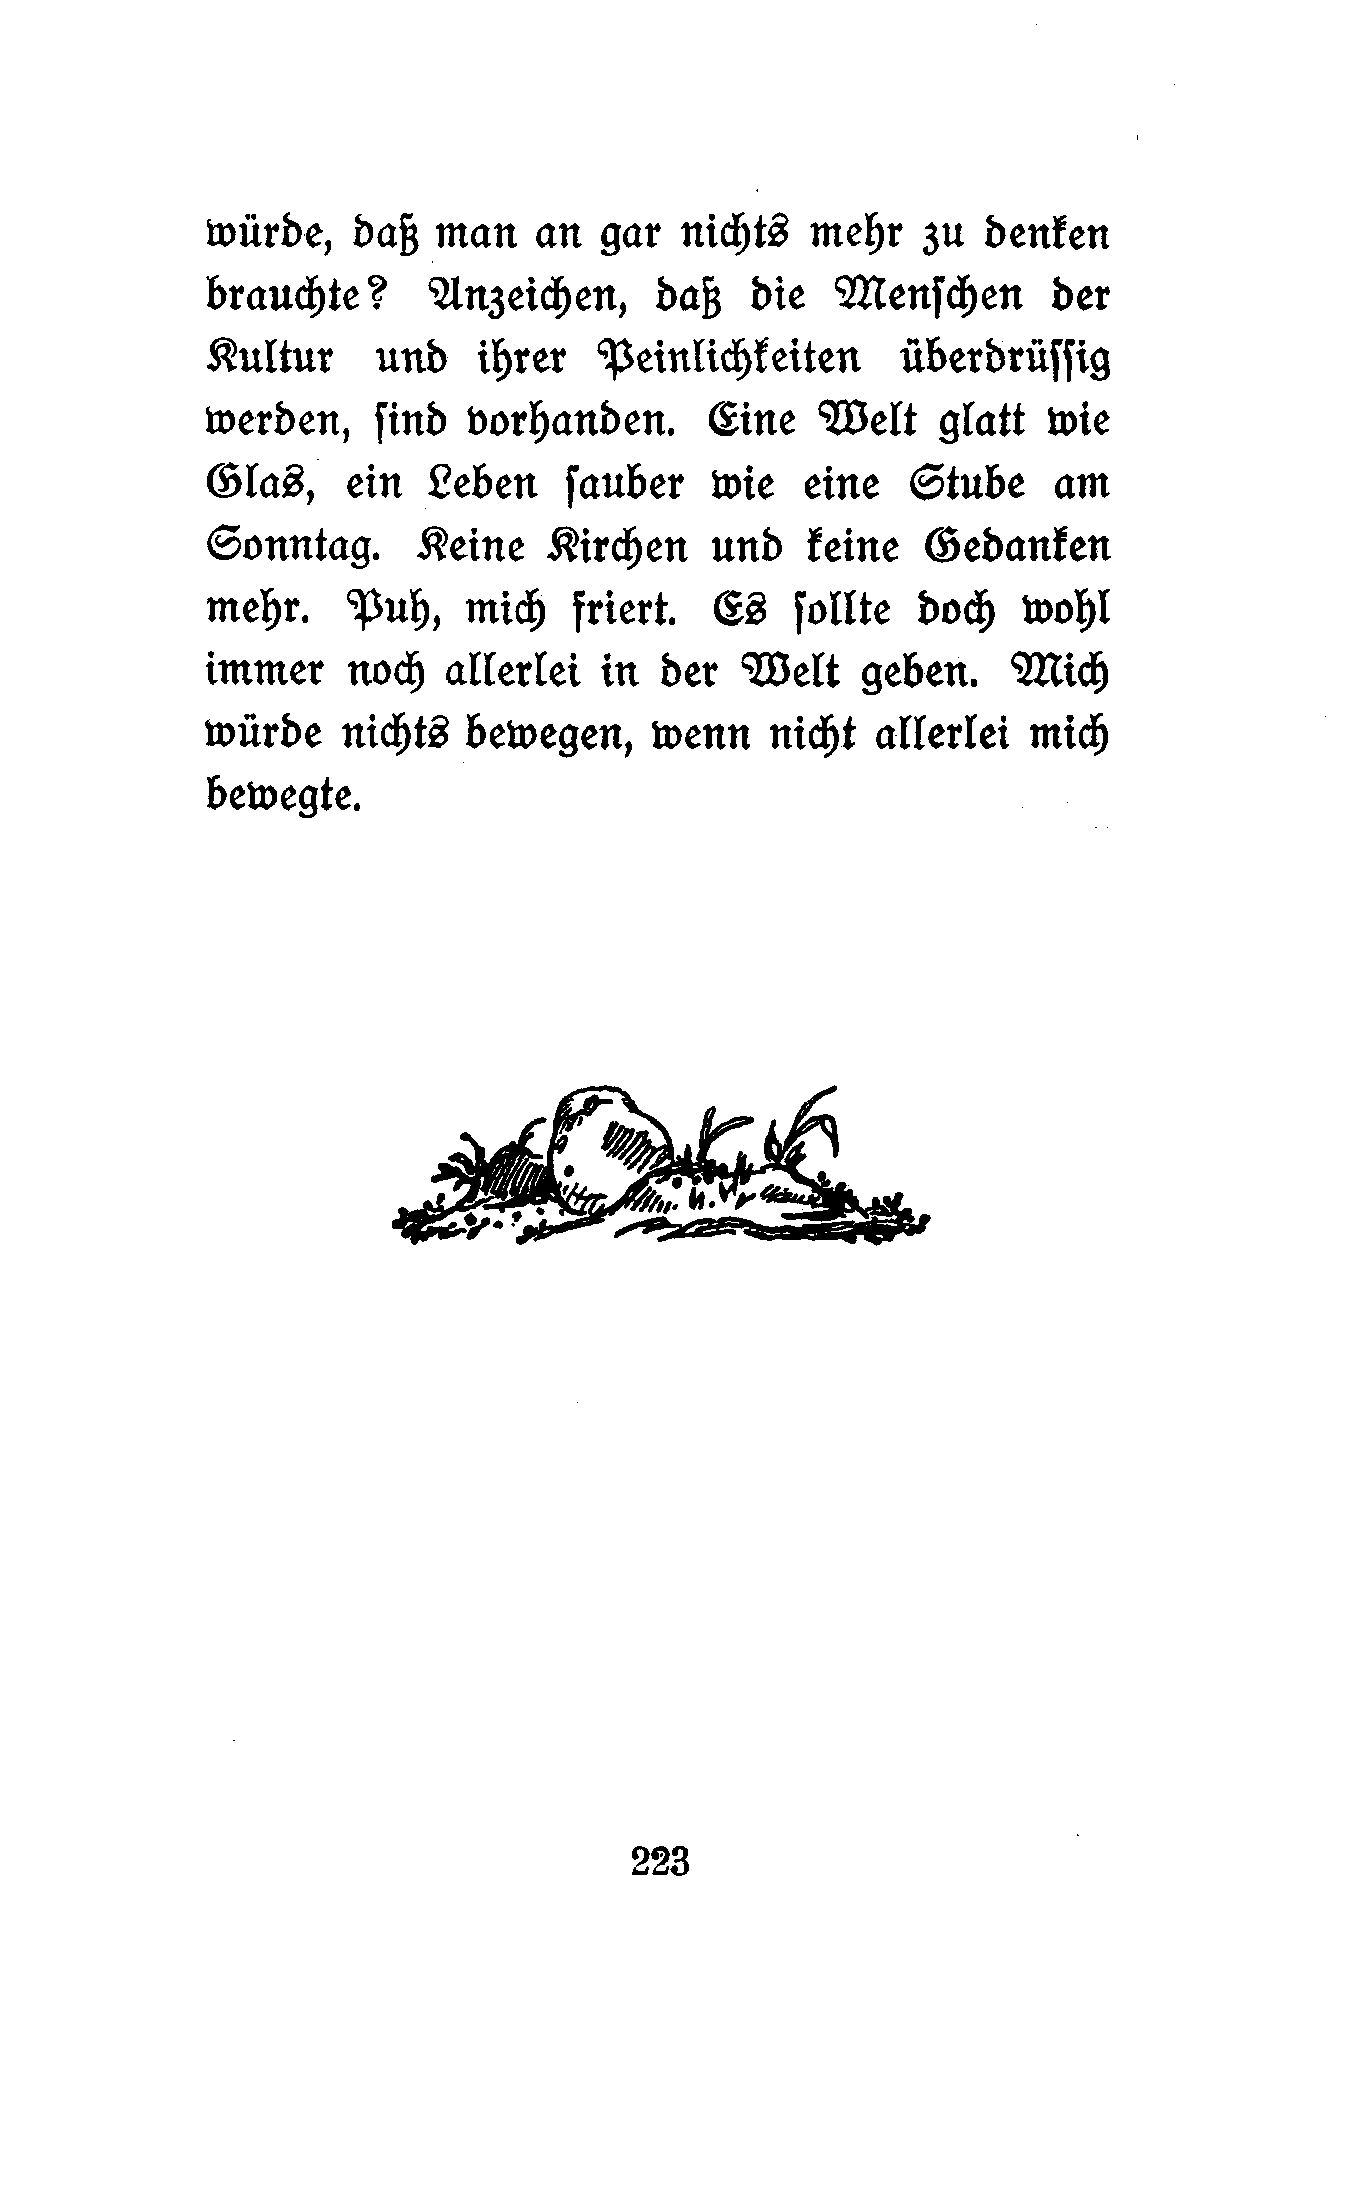 würde, daß man an gar nichts mehr zu denken
brauchte? Anzeichen, daß die Menschen der
Kultur und ihrer Peinlichkeiten überdrüssig
werden, sind vorhanden. Eine Welt glatt wie
Glas, ein Leben sauber wie eine Stube am
Sonntag. Keine Kirchen und keine Gedanken
mehr. Puh, mich friert. Es sollte doch wohl
immer noch allerlei in der Welt geben. Mich
würde nichts bewegen, wenn nicht allerlei mich
bewegte.
223